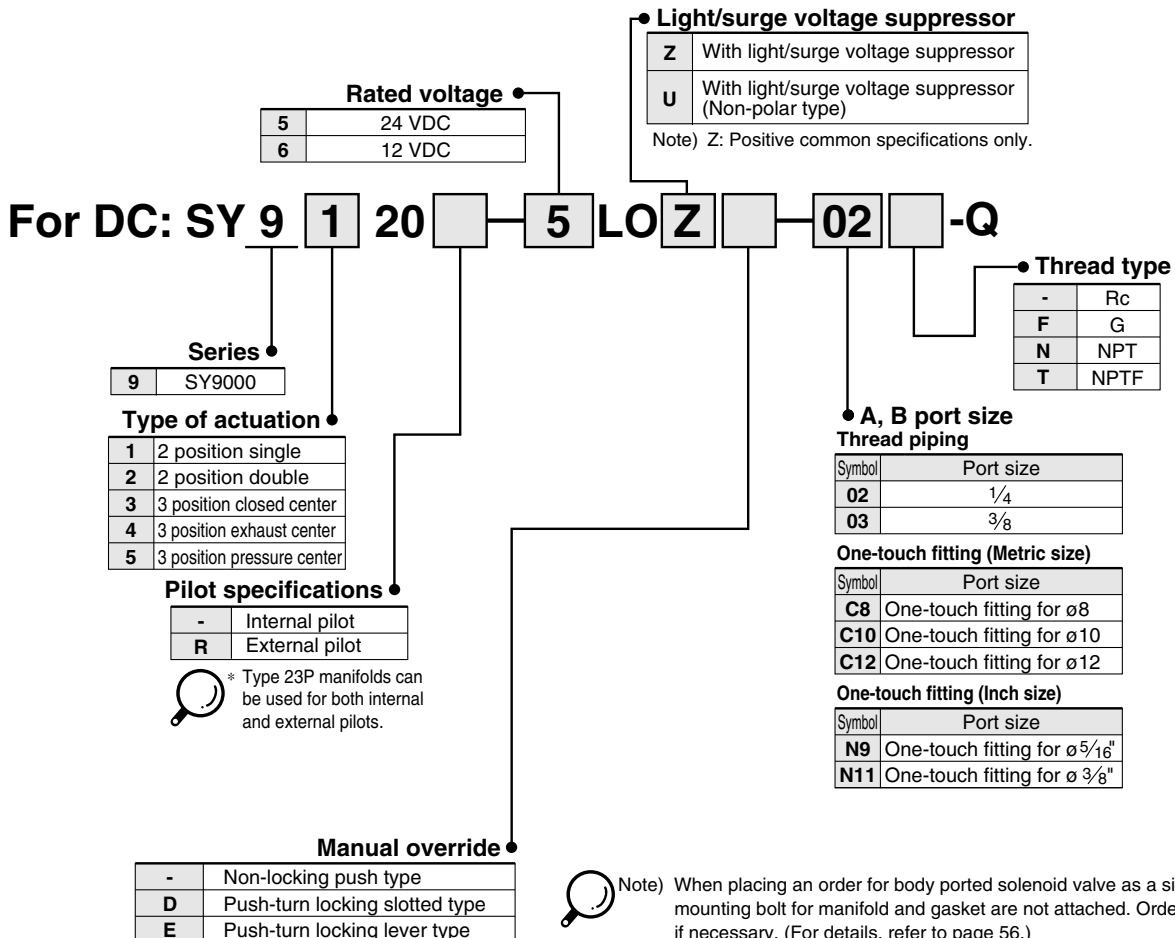 Light/surge voltage suppressor
Z With light/surge voltage suppressor
U With light/surge voltage suppressor
(Non-polar type)
Note) Z: Positive common specifications only.
Rated voltage
5 24 VDC
6 12 VDC
For DC: SY 9 1 20 — 5 LO Z — 02 -Q
Thread type
- Rc
F G
N NPT
T NPTF
Series
9 SY9000
Type of actuation
1 2 position single
2 2 position double
3 3 position closed center
4 3 position exhaust center
5 3 position pressure center
Pilot specifications
- Internal pilot
R External pilot
* Type 23P manifolds can
be used for both internal
and external pilots.
A, B port size
Thread piping
Symbol Port size
02 1/4
03 3/8
One-touch fitting (Metric size)
Symbol Port size
C8 One-touch fitting for ø8
C10 One-touch fitting for ø10
C12 One-touch fitting for ø12
One-touch fitting (Inch size)
Symbol Port size
N9 One-touch fitting for ø5/16"
N11 One-touch fitting for ø 3/8"
Manual override
- Non-locking push type
D Push-turn locking slotted type
E Push-turn locking lever type
Note) When placing an order for body ported solenoid valve as a
mounting bolt for manifold and gasket are not attached.
if necessary. (For details, refer to page 56.)